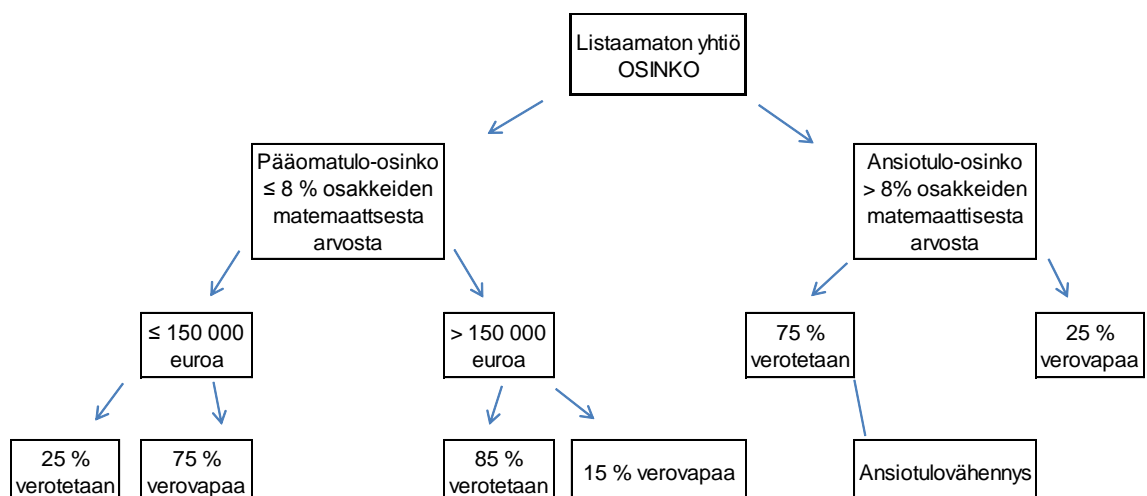 Listaamaton yhtiö
OSINKO
Pääomatulo-osinko
≤ 8 % osakkeiden
matemaattsesta
arvosta
Ansiotulo-osinko
> 8% osakkeiden
matemaattisesta
arvosta
≤ 150 000
euroa
> 150 000
euroa
75 %
verotetaan
25 %
verovapaa
25 %
verotetaan
75 %
verovapaa
85 %
verotetaan
15 % verovapaa
Ansiotulovähennys